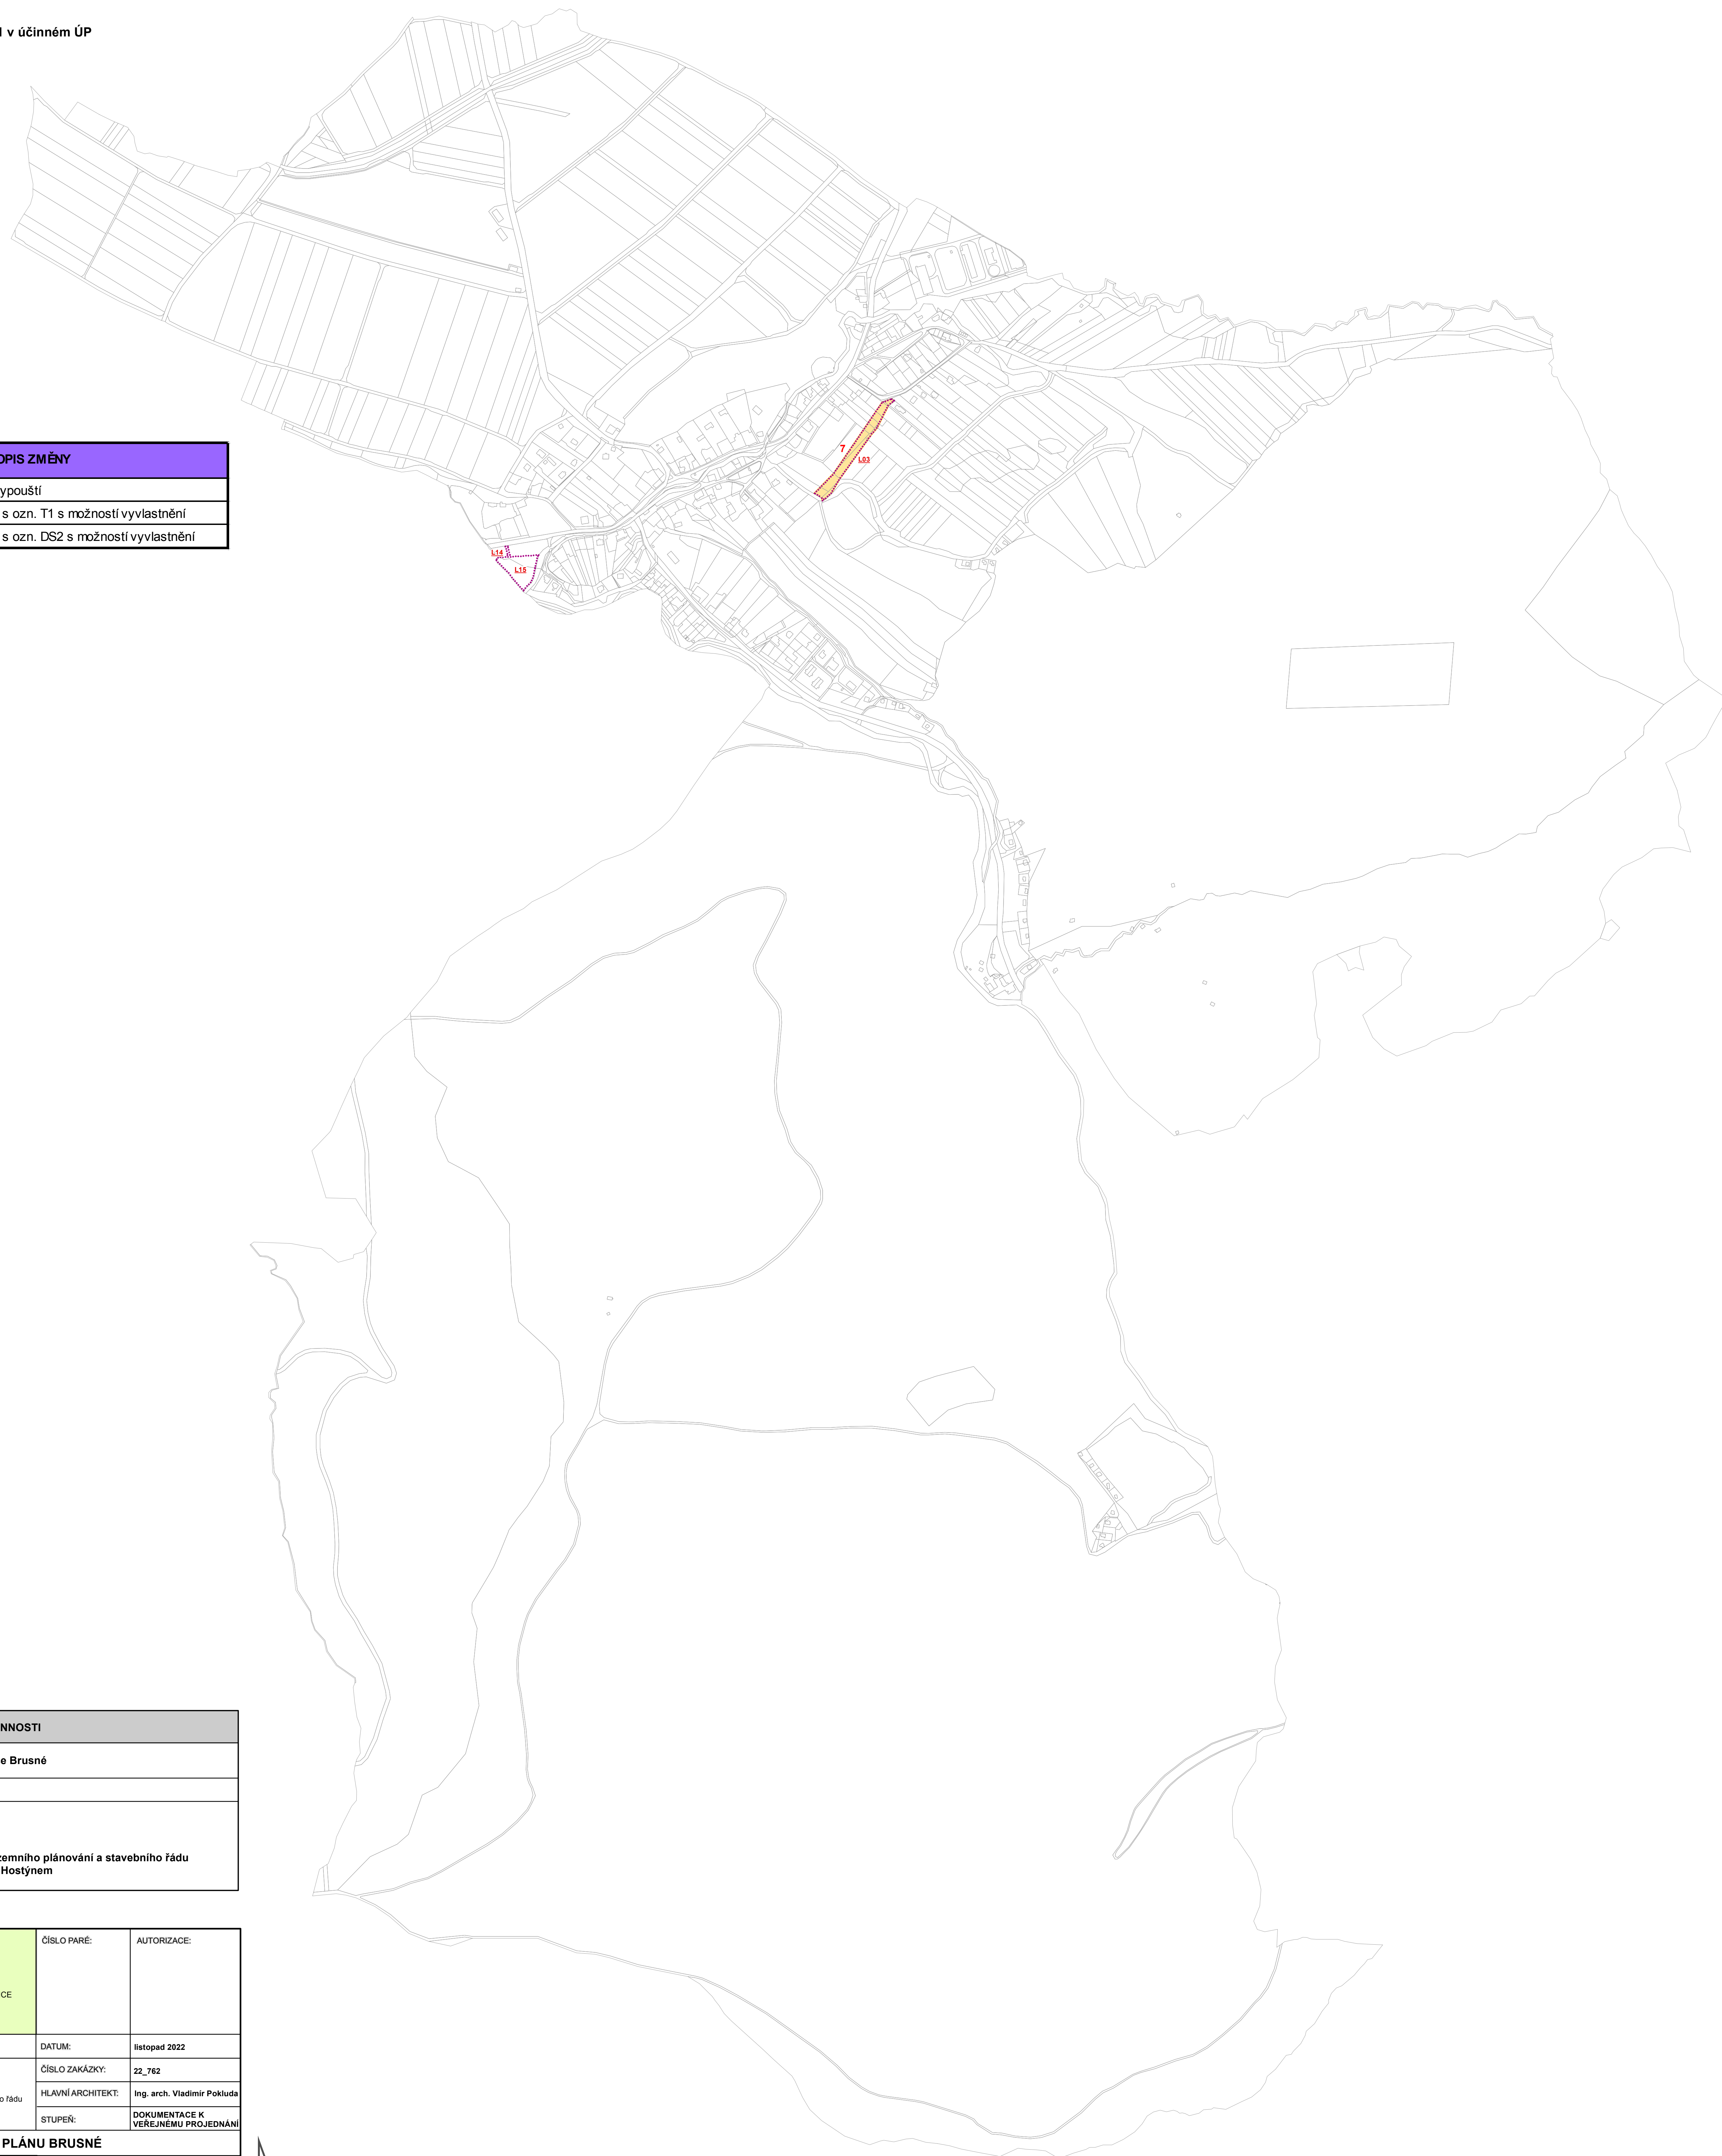 v účinném ÚP
OPIS ZMĚNY
ypouští
s ozn. T1 s možností vyvlastnění
s ozn. DS2 s možností vyvlastnění
7
L03
L14
L15
NNOSTI
e Brusné
zemního plánování a stavebního řádu
Hostýnem
ČÍSLO PARÉ:
AUTORIZACE:
CE
DATUM:
listopad 2022
ČÍSLO ZAKÁZKY:
22_762
o řádu
HLAVNÍ ARCHITEKT:
Ing. arch. Vladimír Pokluda
STUPEŇ:
DOKUMENTACE K
VEŘEJNÉMU PROJEDNÁNÍ
PLÁNU BRUSNÉ